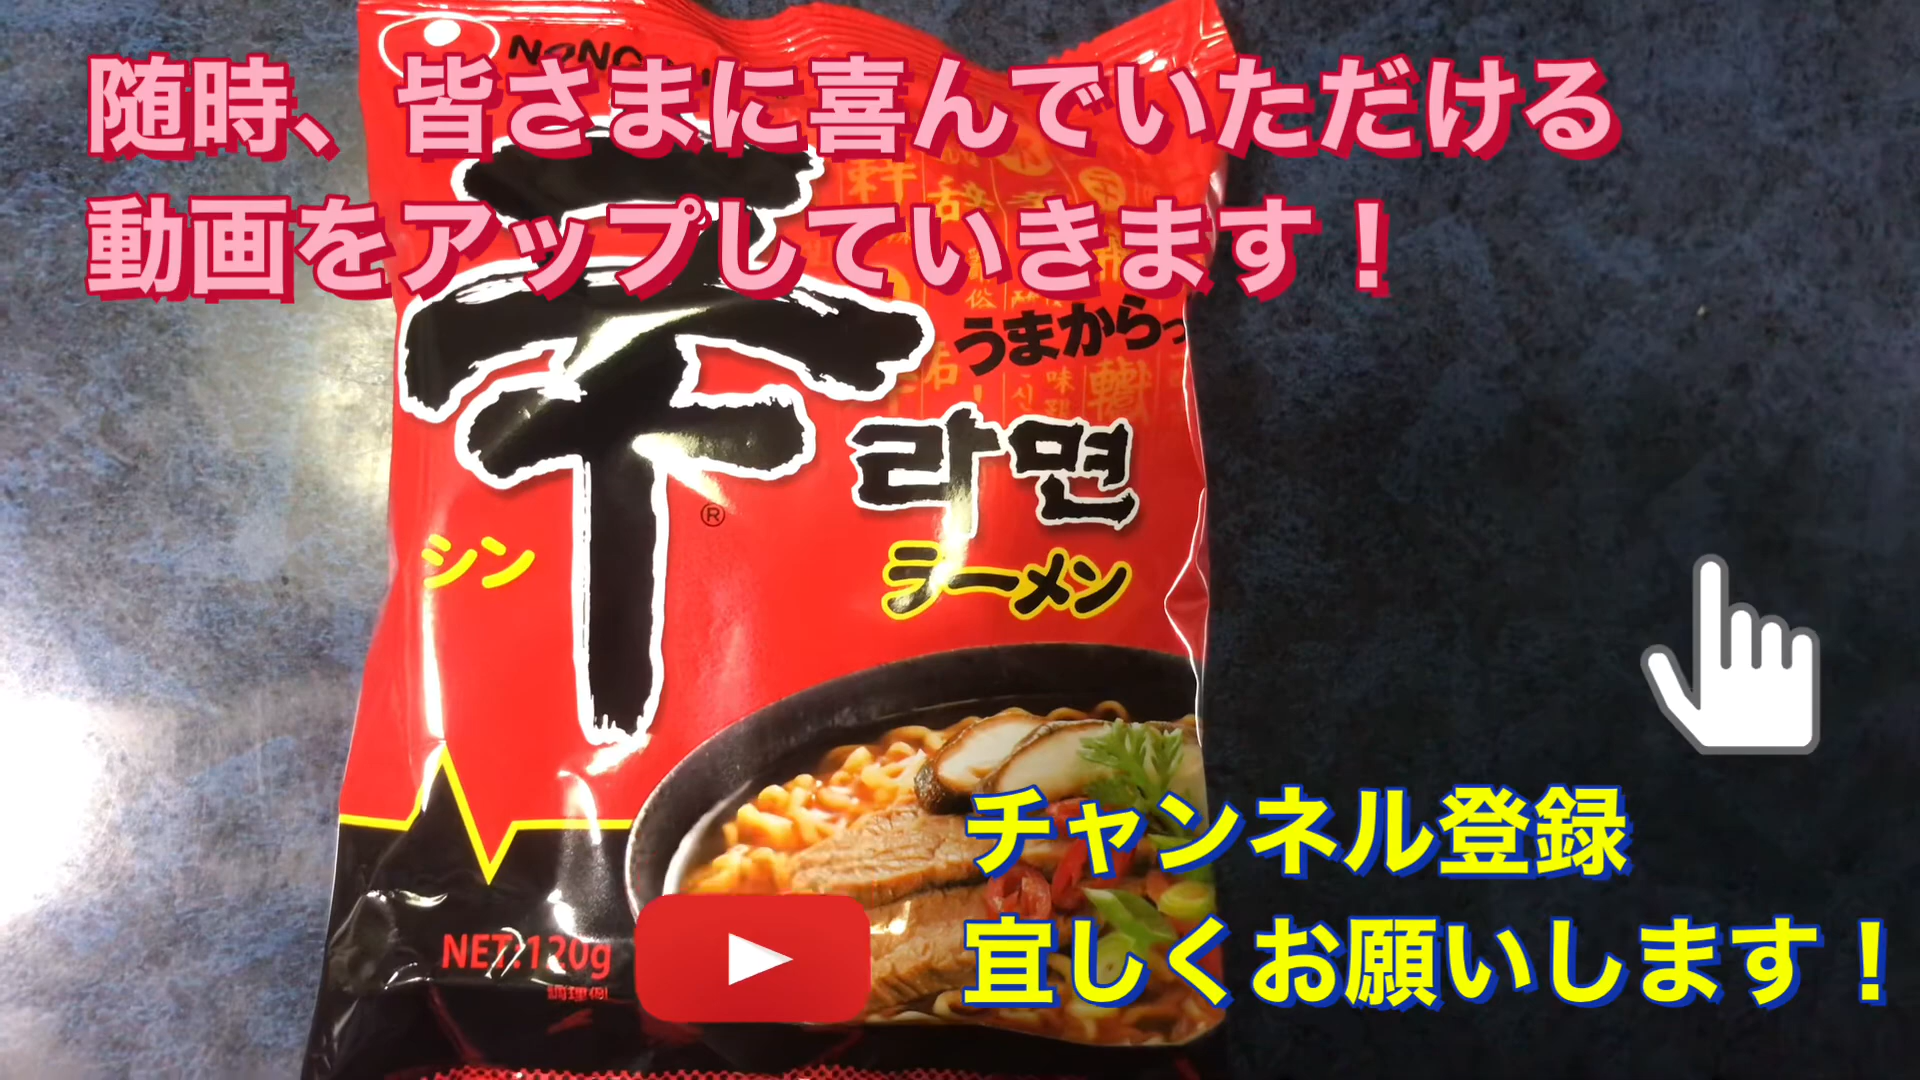 随時、皆さまに喜んでいただける
動画をアップしていきます！
辛
うまからっ
라면
®
シン
ラーメン
チャンネル登録
宜しくお願いします！
NET:120g
調理例